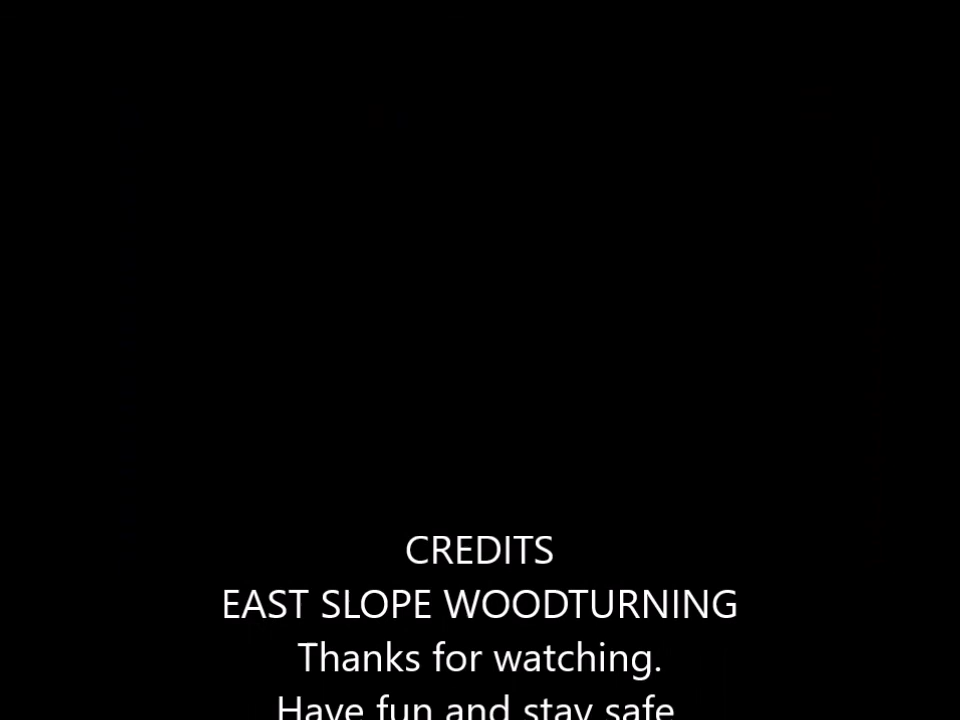 CREDITS
EAST SLOPE WOODTURNING
Thanks for watching.
Have fun and stay safe